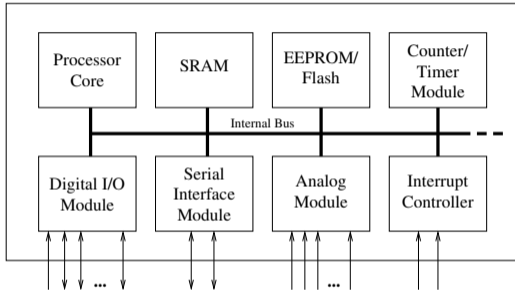 Processor
Core
SRAM
EEPROM/
Flash
Counter/
Timer
Module
Internal Bus
Digital I/O
Module
Serial
Interface
Module
Analog
Module
Interrupt
Controller
...
...